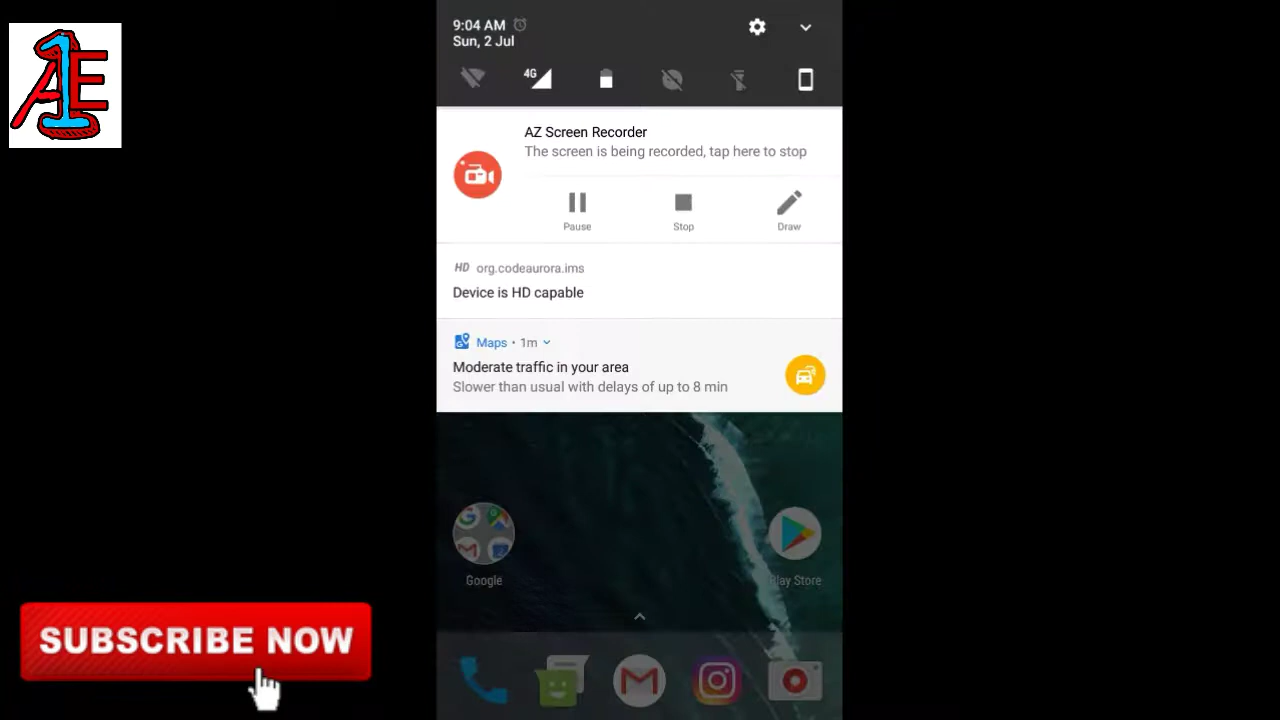 A1E
9:04 AM
Sun, 2 Jul
4G
AZ Screen Recorder
The screen is being recorded, tap here to stop
Pause
Stop
Draw
HD org.codeaurora.ims
Device is HD capable
Maps · 1m
Moderate traffic in your area
Slower than usual with delays of up to 8 min
Google
Play Store
SUBSCRIBE NOW